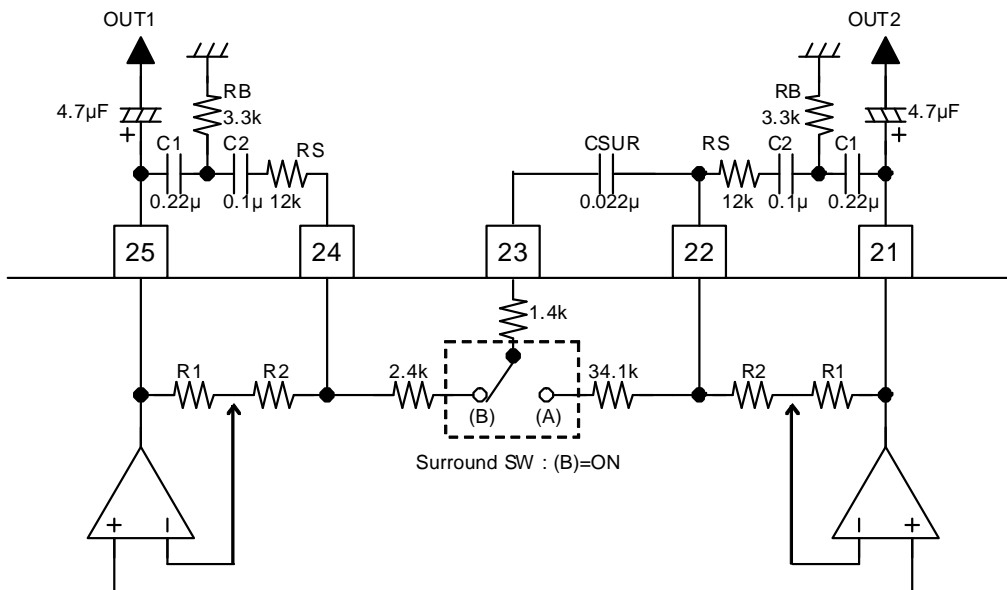 OUT1
OUT2
RB
3.3k
RB
3.3k
4.7µF
+
4.7µF
+
C1
C2
RS
CSUR
RS
C2
C1
0.22µ
0.1µ
12k
0.022µ
12k
0.1µ
0.22µ
25
24
23
22
21
1.4k
R1
R2
2.4k
34.1k
R2
R1
(B)
(A)
Surround SW : (B)=ON
+
−
−
+